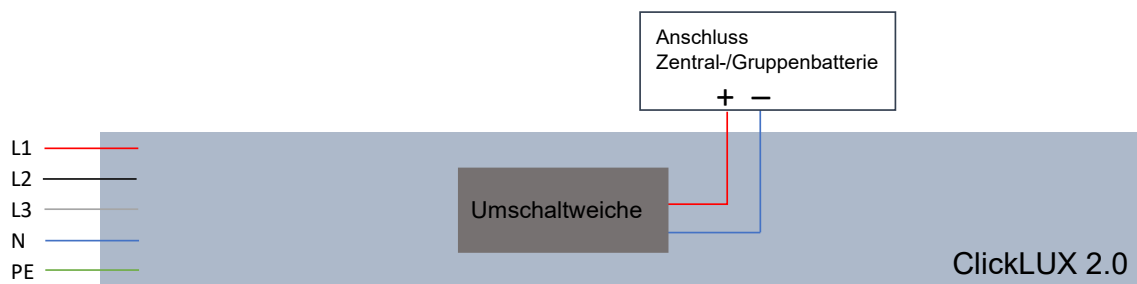 Anschluss
Zentral-/Gruppenbatterie
+ −
L1
L2
L3
N
PE
Umschaltweiche
ClickLUX 2.0